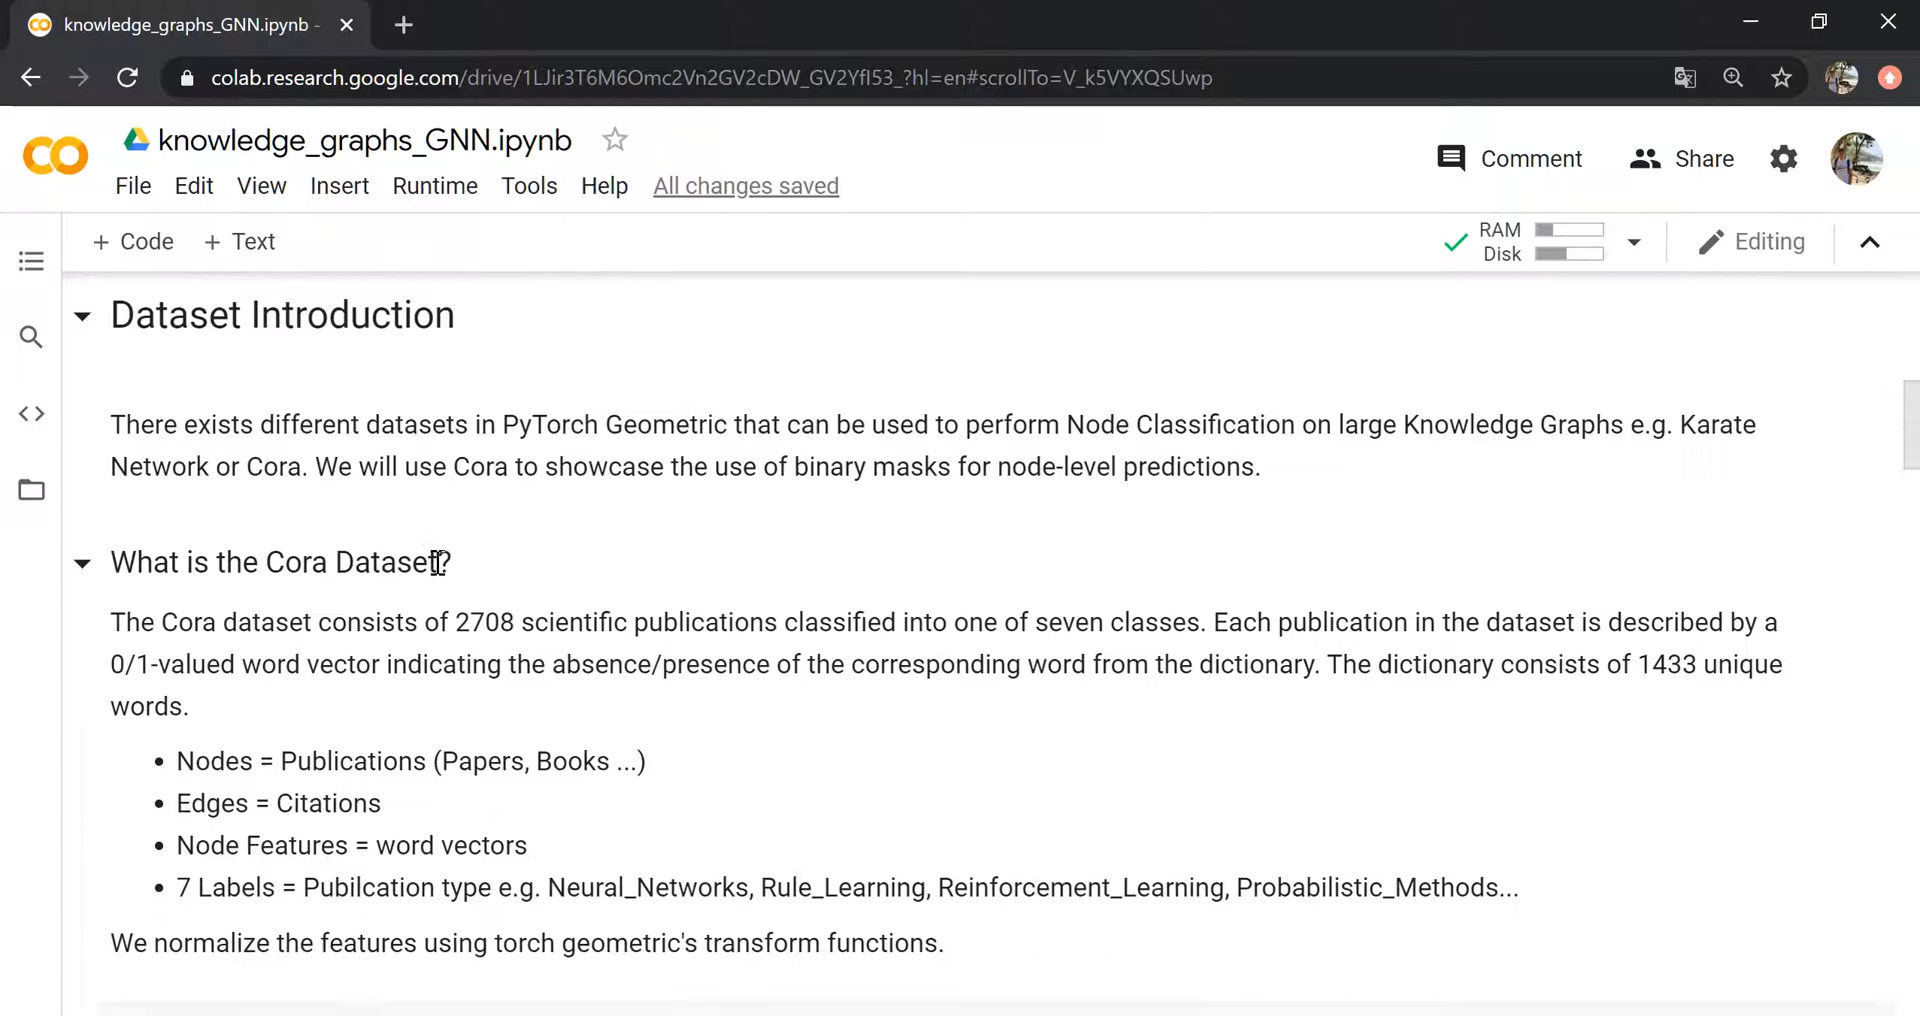 knowledge_graphs_GNN.ipynb -
colab.research.google.com/drive/1LJir3T6M6Omc2Vn2GV2cDW_GV2YfI53_?hl=en#scrollTo=V_k5VYXQSUwp
knowledge_graphs_GNN.ipynb
Comment Share
File Edit View Insert Runtime Tools Help All changes saved
+ Code + Text
RAM
Disk
Editing
Dataset Introduction
There exists different datasets in PyTorch Geometric that can be used to perform Node Classification on large Knowledge Graphs e.g. Karate
Network or Cora. We will use Cora to showcase the use of binary masks for node-level predictions.
What is the Cora Dataset?
The Cora dataset consists of 2708 scientific publications classified into one of seven classes. Each publication in the dataset is described by a
0/1-valued word vector indicating the absence/presence of the corresponding word from the dictionary. The dictionary consists of 1433 unique
words.
• Nodes = Publications (Papers, Books ...)
• Edges = Citations
• Node Features = word vectors
• 7 Labels = Pubilcation type e.g. Neural_Networks, Rule_Learning, Reinforcement_Learning, Probabilistic_Methods...
We normalize the features using torch geometric's transform functions.